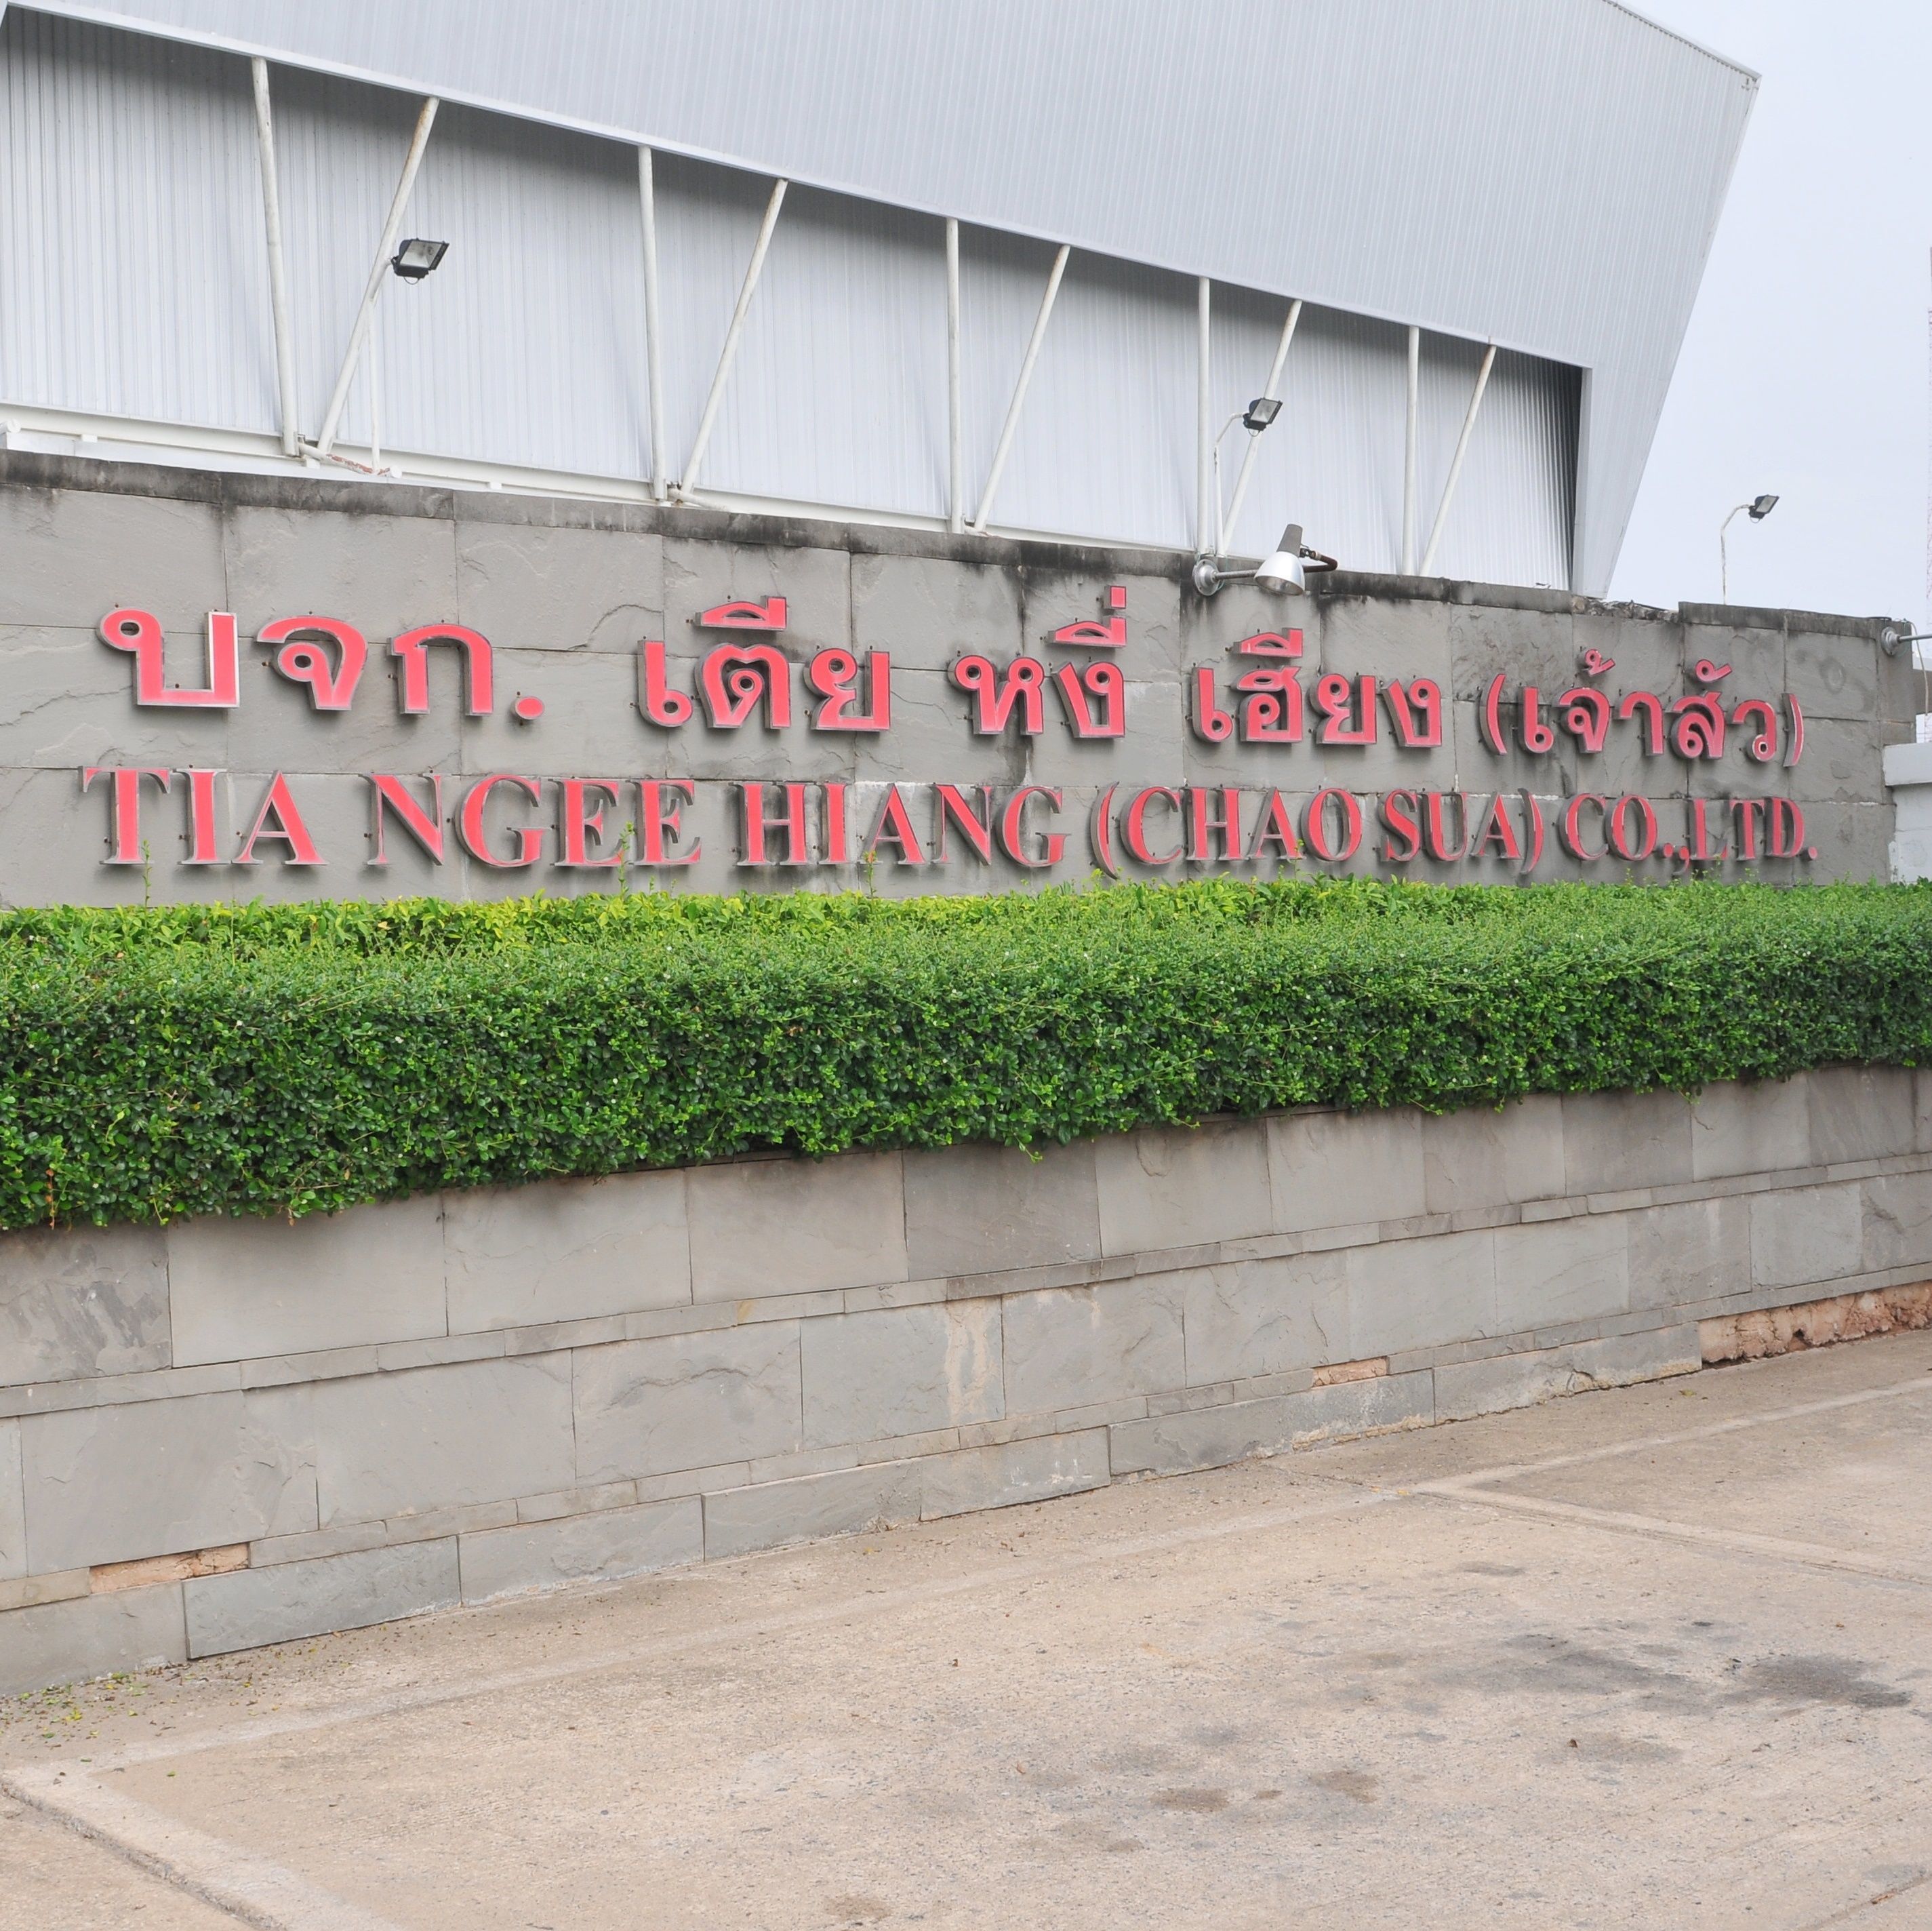 บจก. เตีย หงี่ เฮียง (เจ้าสัว)
TIA NGEE HIANG (CHAO SUA) CO.,LTD.